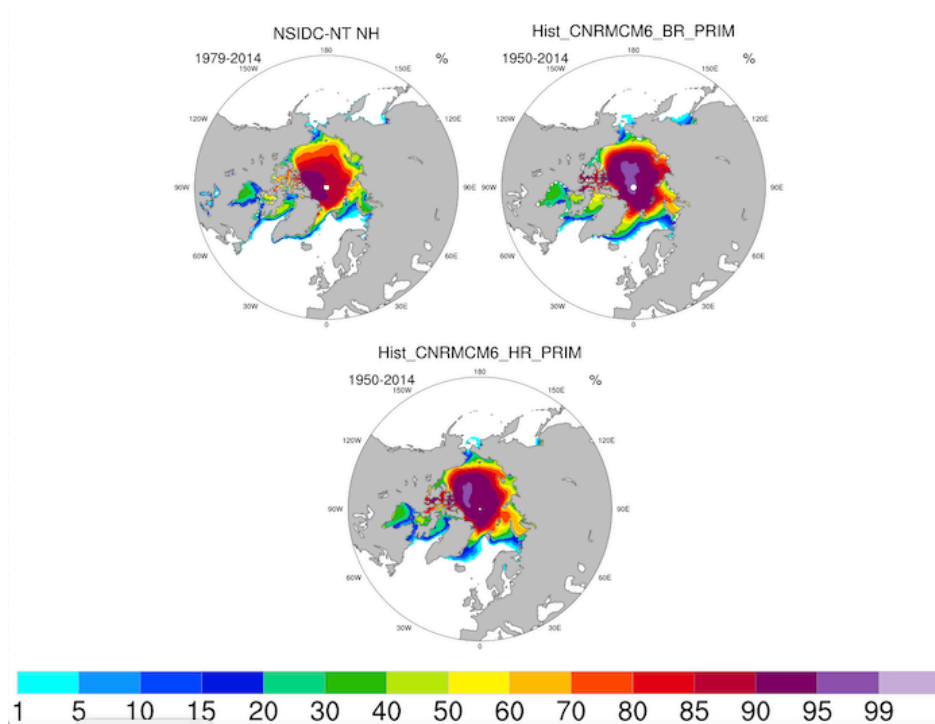 NSIDC-NT NH
1979-2014 %
180
150W 150E
120W 120E
90W 90E
60W 60E
30W 30E
0
Hist_CNRMCM6_BR_PRIM
1950-2014 %
180
150W 150E
120W 120E
90W 90E
60W 60E
30W 30E
0
Hist_CNRMCM6_HR_PRIM
1950-2014 %
180
150W 150E
120W 120E
90W 90E
60W 60E
30W 30E
0
1 5 10 15 20 30 40 50 60 70 80 85 90 95 99